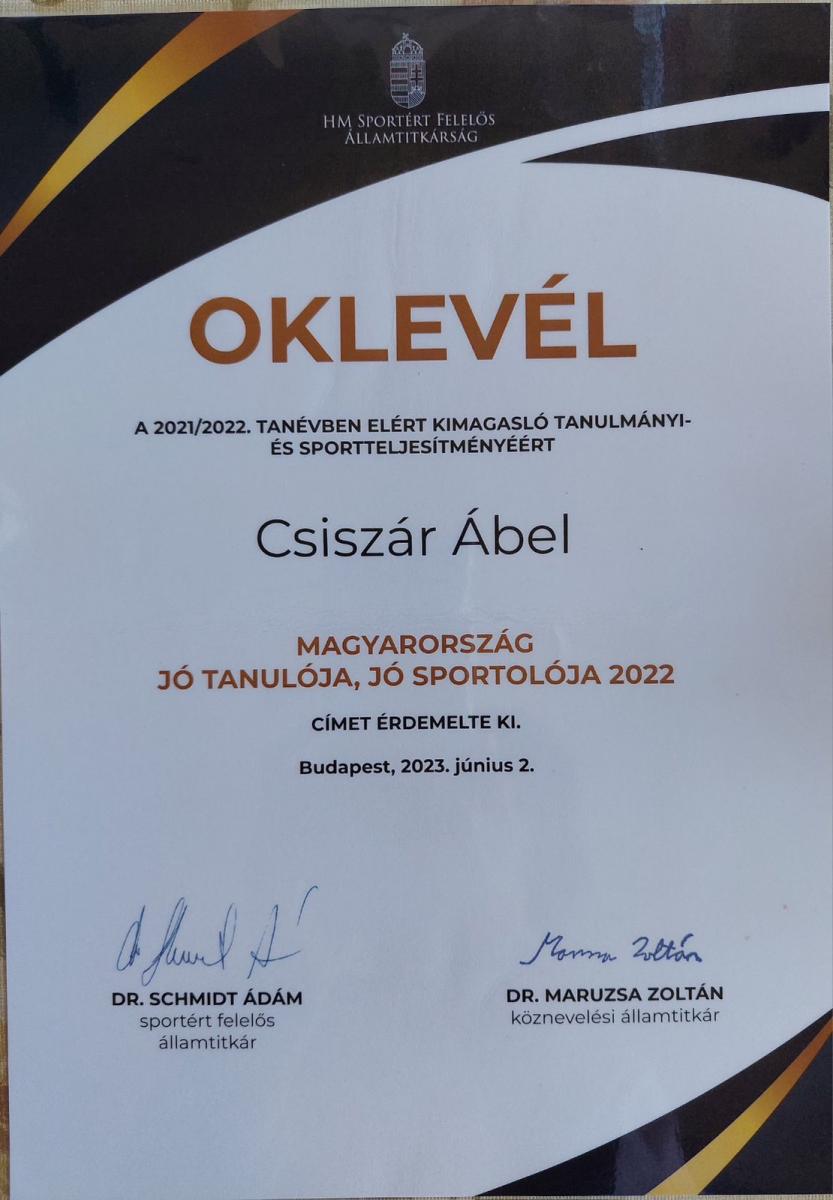 HM Sportért Felelős
Államtitkárság
OKLEVÉL
A 2021/2022. TANÉVBEN ELÉRT KIMAGASLÓ TANULMÁNYI-
ÉS SPORTTELJESÍTMÉNYÉÉRT
Csiszár Ábel
MAGYARORSZÁG
JÓ TANULÓJA, JÓ SPORTOLÓJA 2022
CÍMET ÉRDEMELTE KI.
Budapest, 2023. június 2.
Zoltán
DR. SCHMIDT ÁDÁM
sportért felelős
államtitkár
DR. MARUZSA ZOLTÁN
köznevelési államtitkár